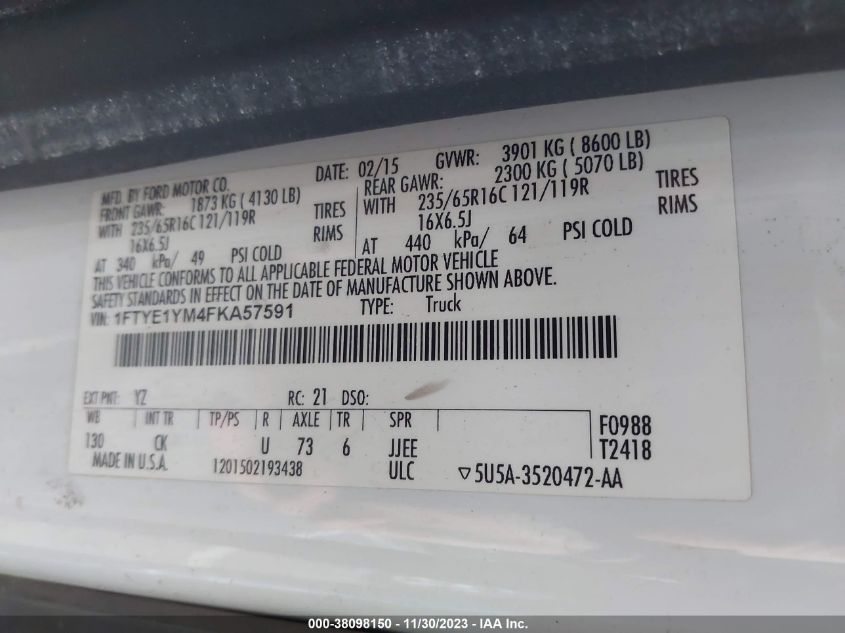 MFD. BY FORD MOTOR CO. DATE: 02/15 GVWR: 3901 KG ( 8600 LB)
FRONT GAWR: 1873 KG ( 4130 LB) REAR GAWR: 2300 KG ( 5070 LB)
WITH 235/65R16C 121/119R TIRES WITH 235/65R16C 121/119R TIRES
16X6.5J RIMS 16X6.5J RIMS
AT 340 kPa/ 49 PSI COLD AT 440 kPa/ 64 PSI COLD
THIS VEHICLE CONFORMS TO ALL APPLICABLE FEDERAL MOTOR VEHICLE
SAFETY STANDARDS IN EFFECT ON THE DATE OF MANUFACTURE SHOWN ABOVE.
VIN: 1FTYE1YM4FKA57591 TYPE: Truck
EXT PNT: YZ RC: 21 DSO:
WB INT TR TP/PS R AXLE TR SPR F0988
130 CK U 73 6 JJEE T2418
MADE IN U.S.A. 1201502193438 ULC ▽5U5A-3520472-AA
000-38098150 - 11/30/2023 - IAA Inc.